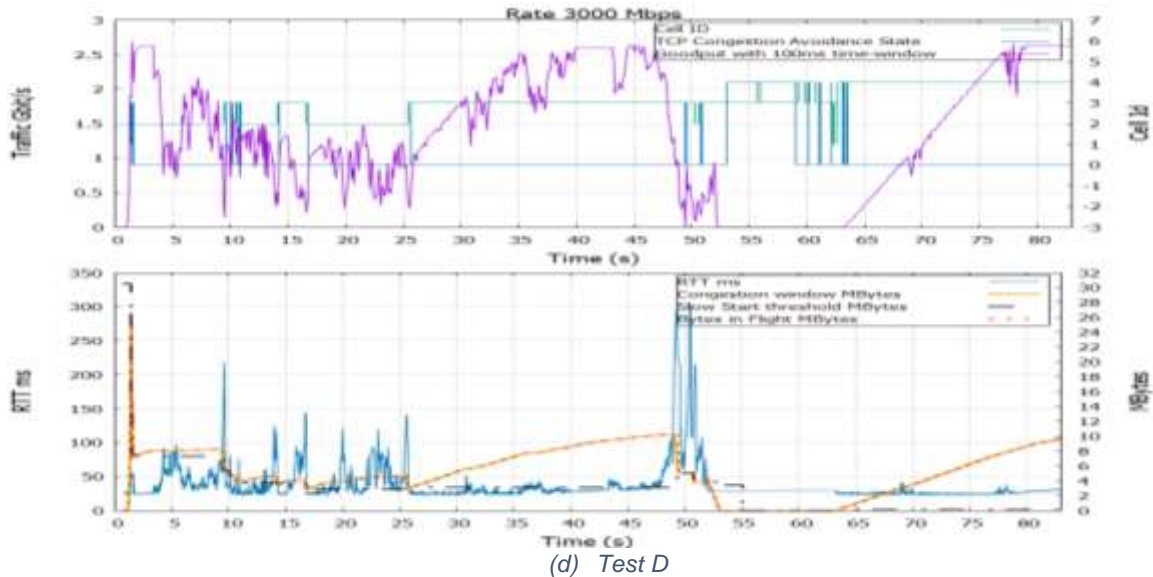 Rate 3000 Mbps
Cell ID
TCP Congestion Avoidance State
Goodput with 100ms time-window
Traffic Gbit/s
3
2.5
2
1.5
1
0.5
0
7
6
5
4
3
2
1
0
-1
-2
-3
Cell Id
0 5 10 15 20 25 30 35 40 45 50 55 60 65 70 75 80
Time (s)
RTT ms
Congestion window MBytes
Slow Start threshold MBytes
Bytes in Flight MBytes
RTT ms
350
300
250
200
150
100
50
0
32
30
28
26
24
22
20
18
16
14
12
10
8
6
4
2
0
MBytes
0 5 10 15 20 25 30 35 40 45 50 55 60 65 70 75 80
Time (s)
(d) Test D